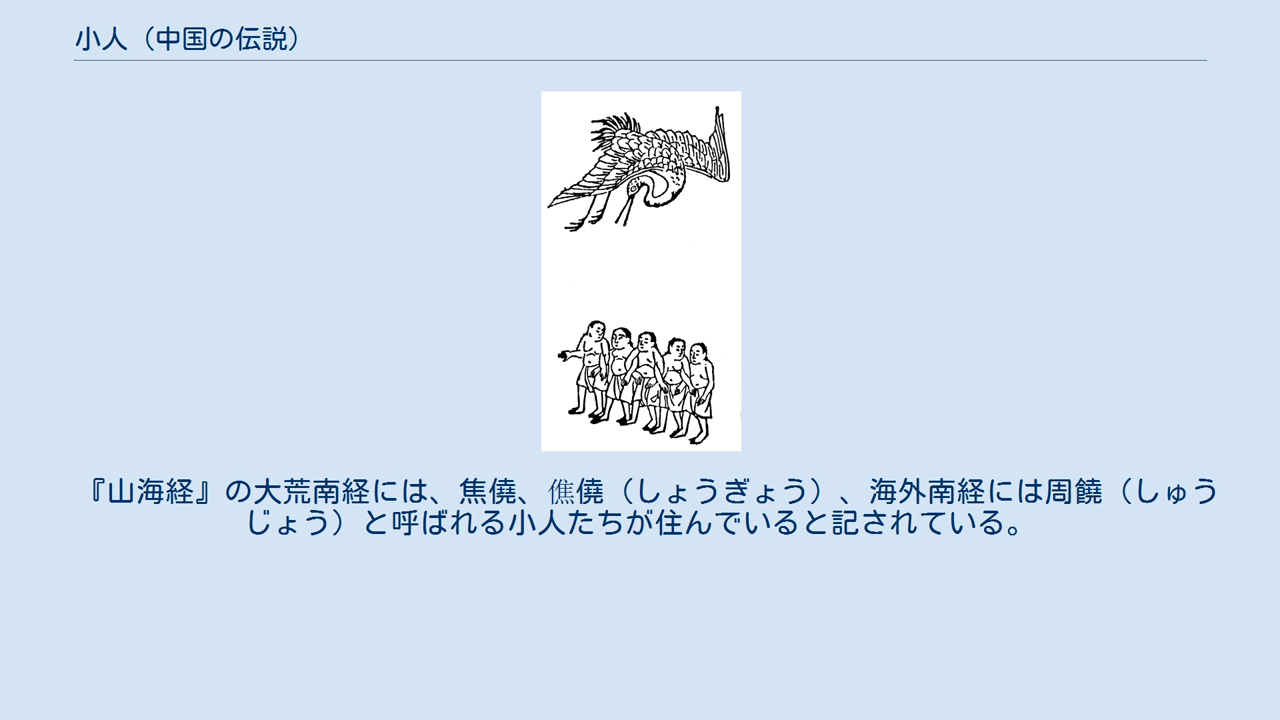 小人（中国の伝説）
『山海経』の大荒南経には、焦僥、僬僥（しょうぎょう）、海外南経には周饒（しゅう
じょう）と呼ばれる小人たちが住んでいると記されている。